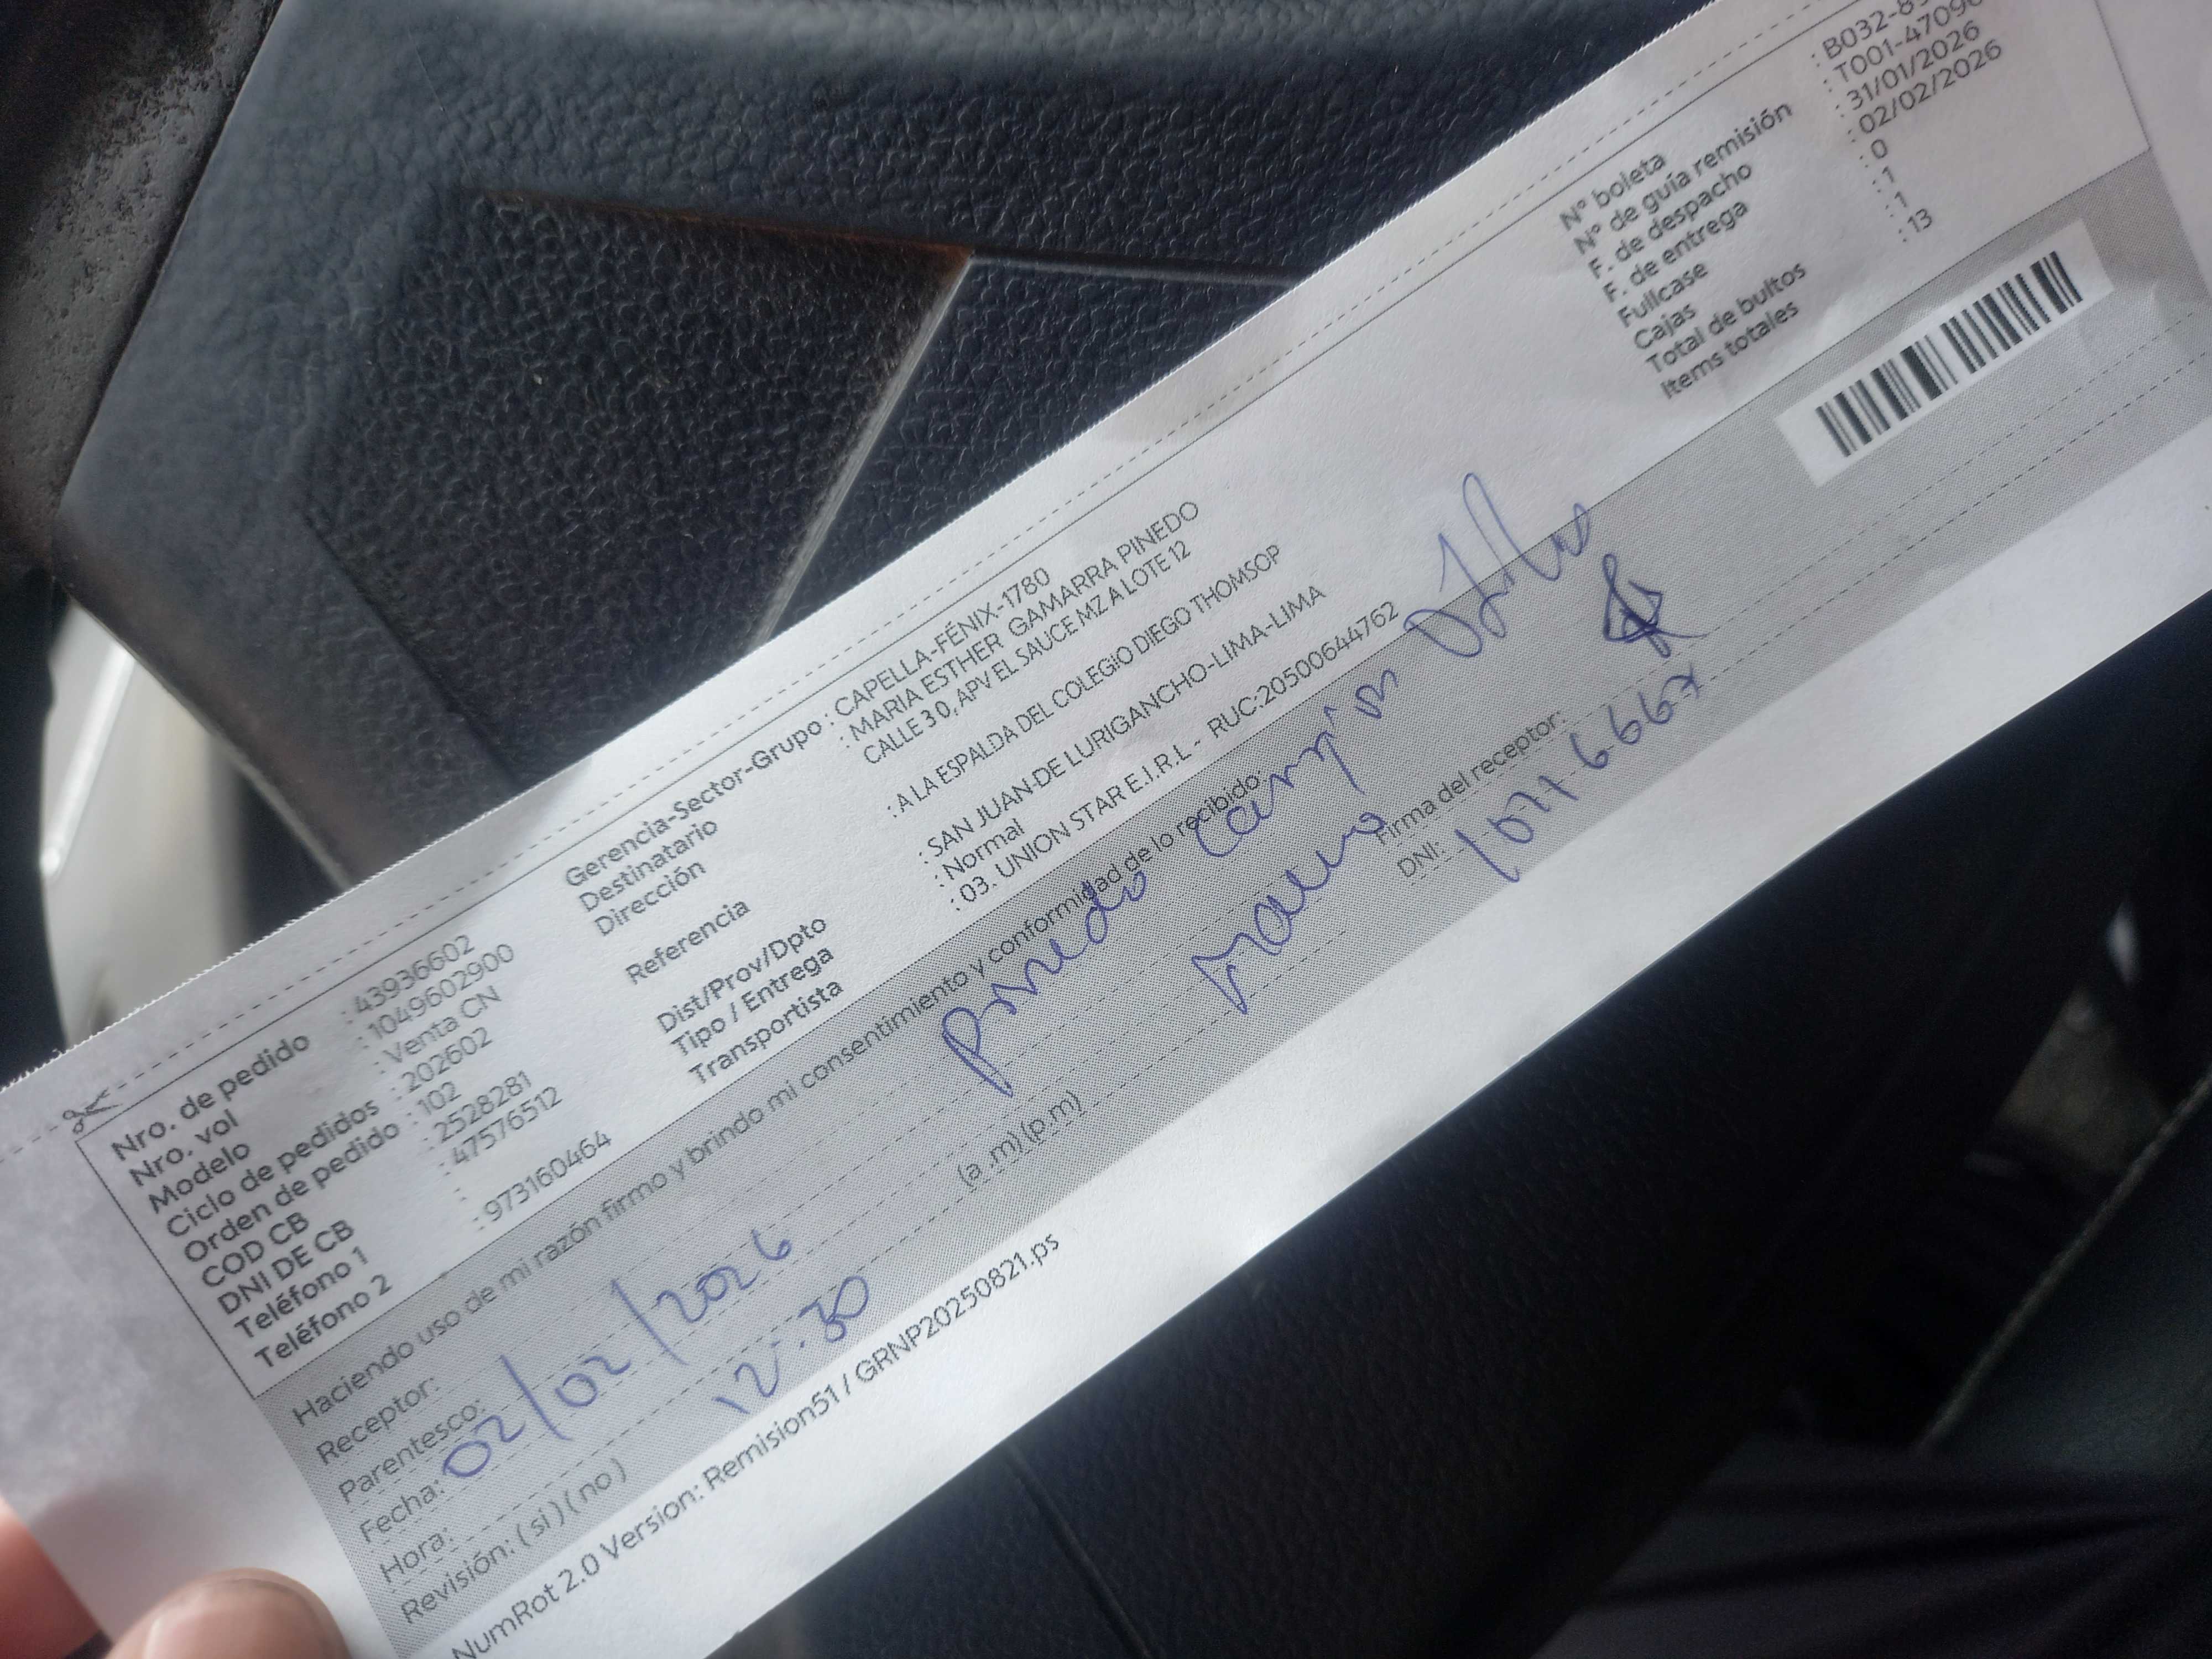 Nro. de pedido : 43936602
Nro. vol : 1049602900
Modelo : Venta CN
Ciclo de pedidos : 202602
Orden de pedido : 102
COD CB : 2528281
DNI DE CB : 47576512
Teléfono 1 :
Teléfono 2 : 973160464
Gerencia-Sector-Grupo : CAPELLA-FÉNIX-1780
Destinatario : MARIA ESTHER GAMARRA PINEDO
Dirección CALLE 30, APV EL SAUCE MZ A LOTE 12
Referencia : A LA ESPALDA DEL COLEGIO DIEGO THOMSOP
Dist/Prov/Dpto : SAN JUAN-DE LURIGANCHO-LIMA-LIMA
Tipo / Entrega : Normal
Transportista : 03. UNION STAR E.I.R.L - RUC:20500644762
N° boleta : B032-
N° de guía remisión : T001-4709
F. de despacho : 31/01/2026
F. de entrega : 02/02/2026
Fullcase : 0
Cajas : 1
Total de bultos : 1
Items totales : 13
Haciendo uso de mi razón firmo y brindo mi consentimiento y conformidad de lo recibido.
Receptor: Pinedo
Parentesco: Mama
Fecha: 02/02/2026
Hora: 12:30 (a .m) (p.m)
Revisión: ( si ) ( no )
Firma del receptor:
DNI:
NumRot 2.0 Version: Remision51 / GRNP20250821.ps